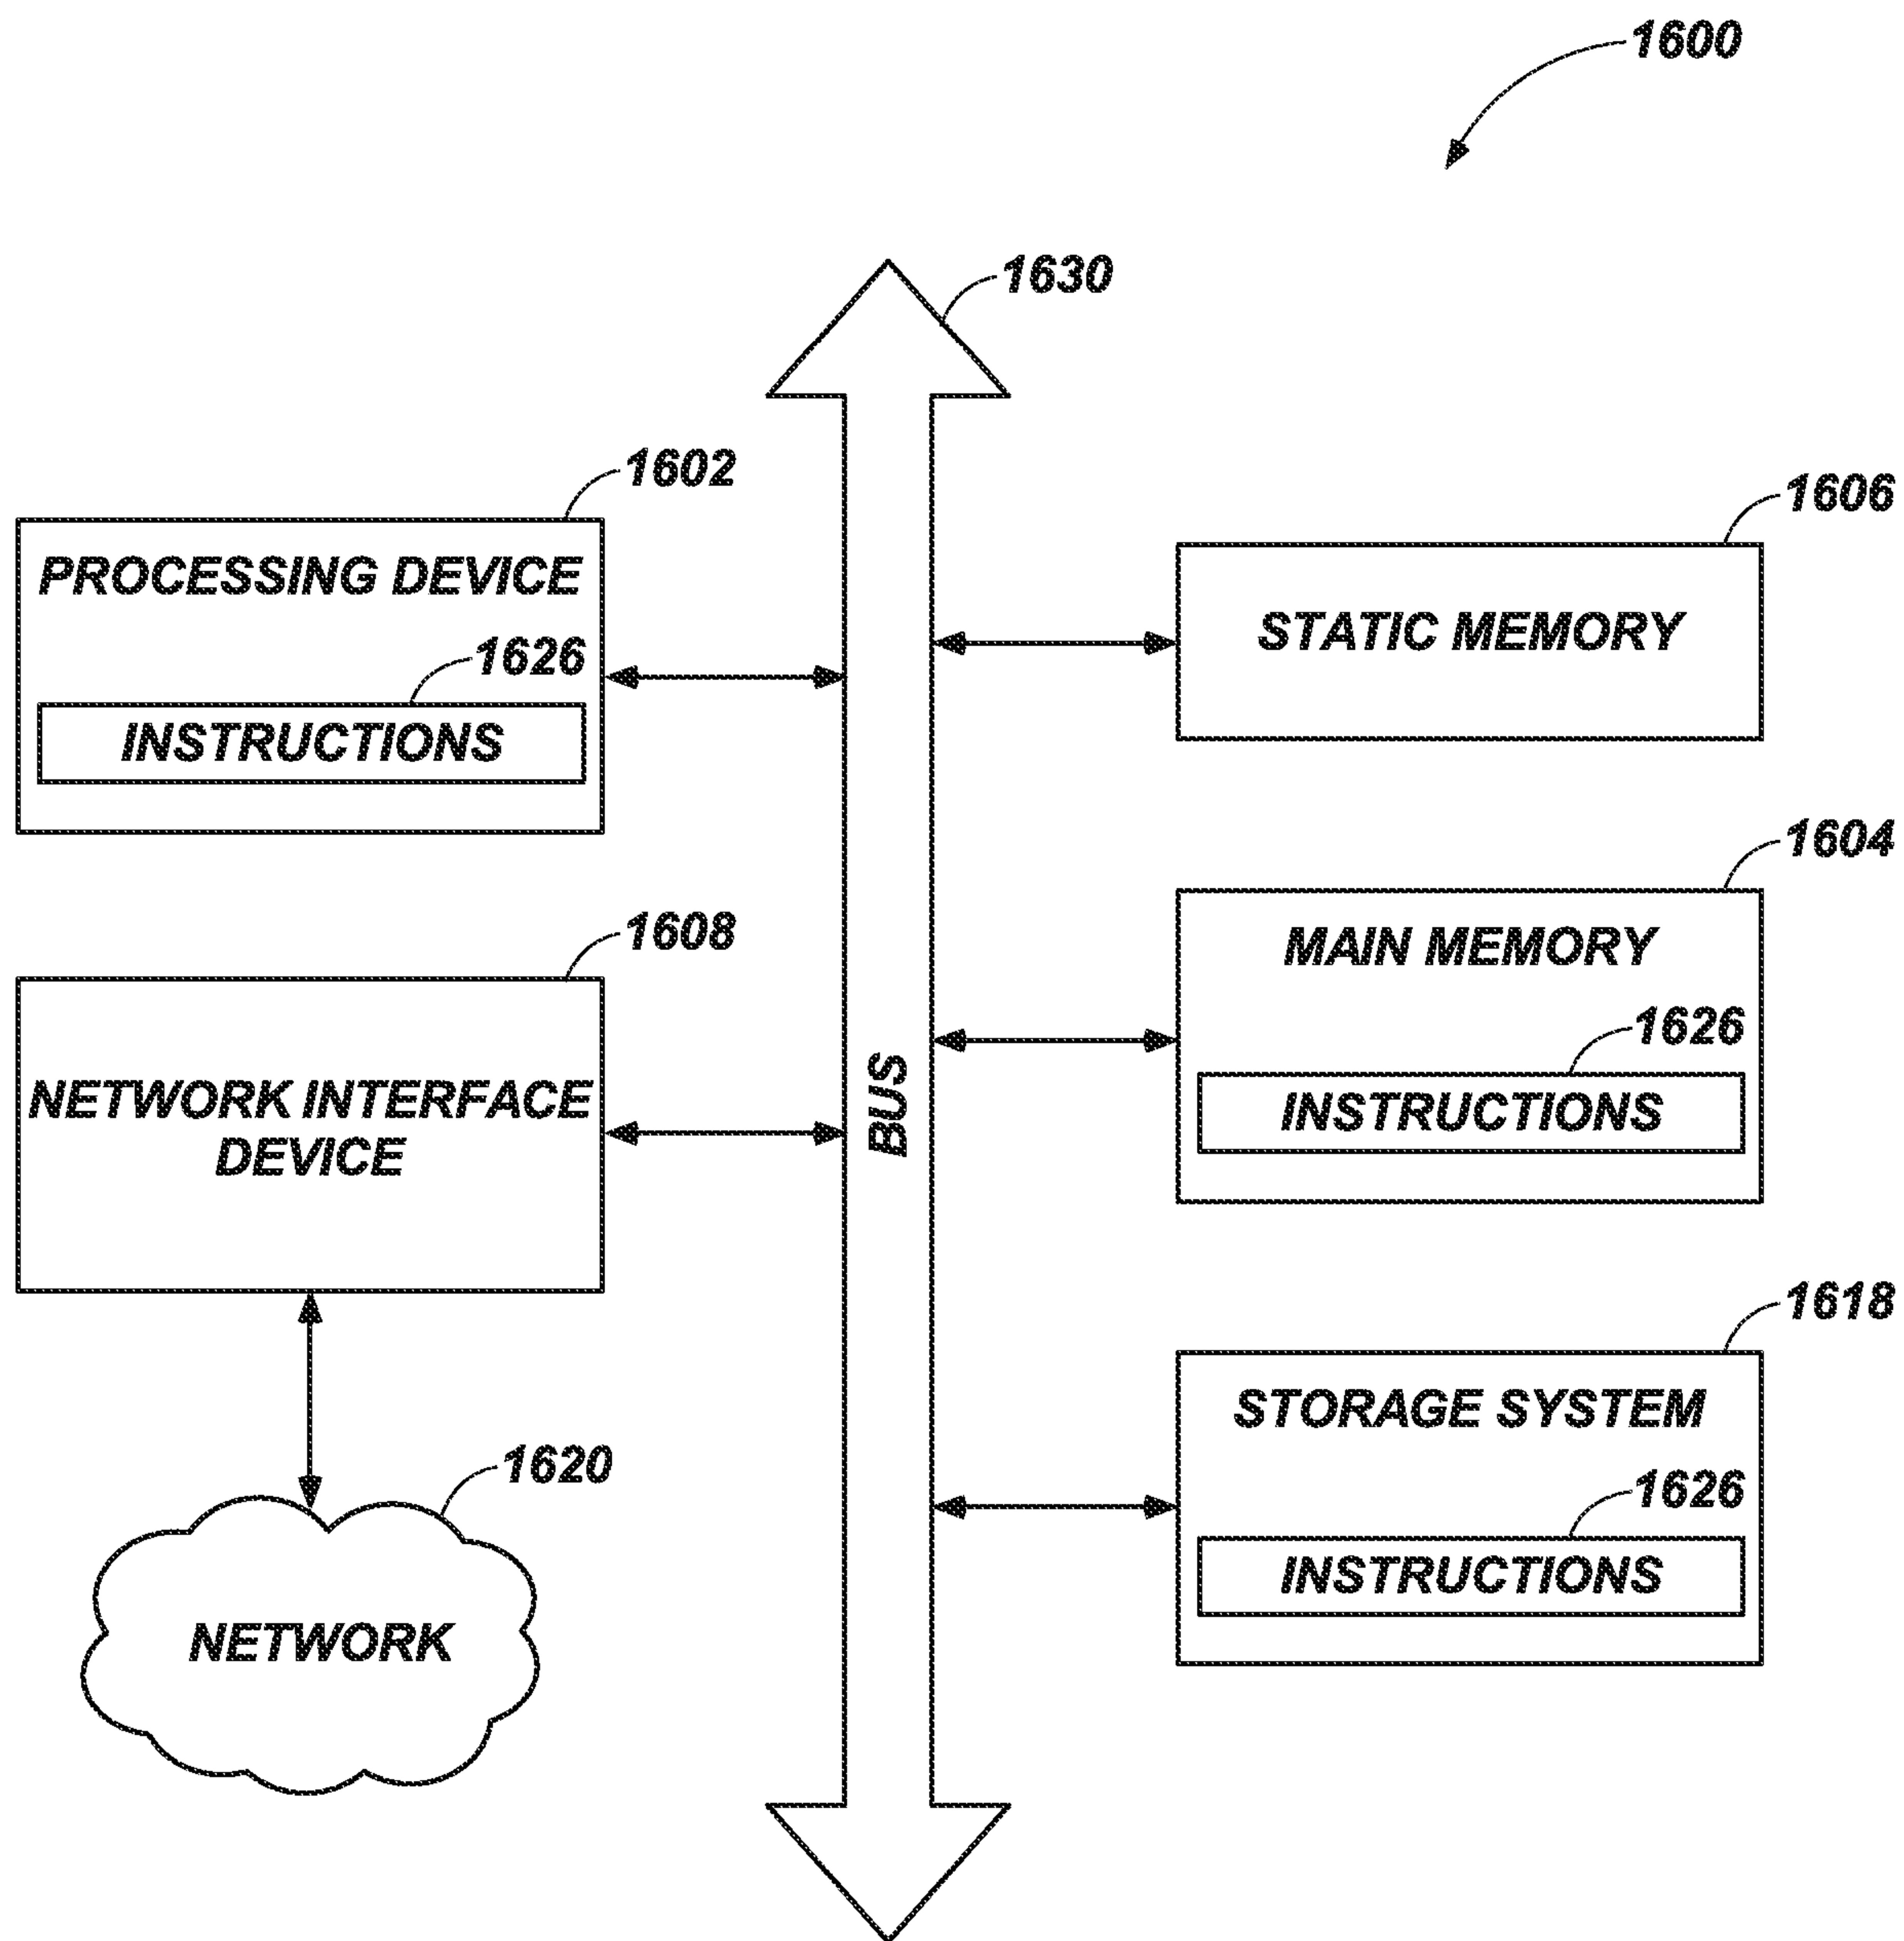 1600
1630
1602
PROCESSING DEVICE
1626
INSTRUCTIONS
1606
STATIC MEMORY
1604
MAIN MEMORY
1626
INSTRUCTIONS
1608
NETWORK INTERFACE
DEVICE
BUS
1618
STORAGE SYSTEM
1626
INSTRUCTIONS
1620
NETWORK